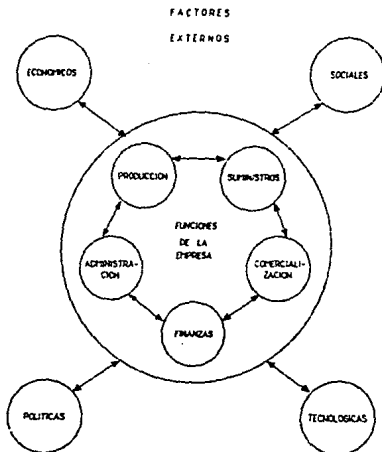 FACTORES
EXTERNOS
ECONOMICOS
SOCIALES
PRODUCCION
SUMINISTROS
FUNCIONES
DE LA
EMPRESA
ADMINISTRA-
CION
COMERCIALI-
ZACION
FINANZAS
POLITICAS
TECNOLOGICAS